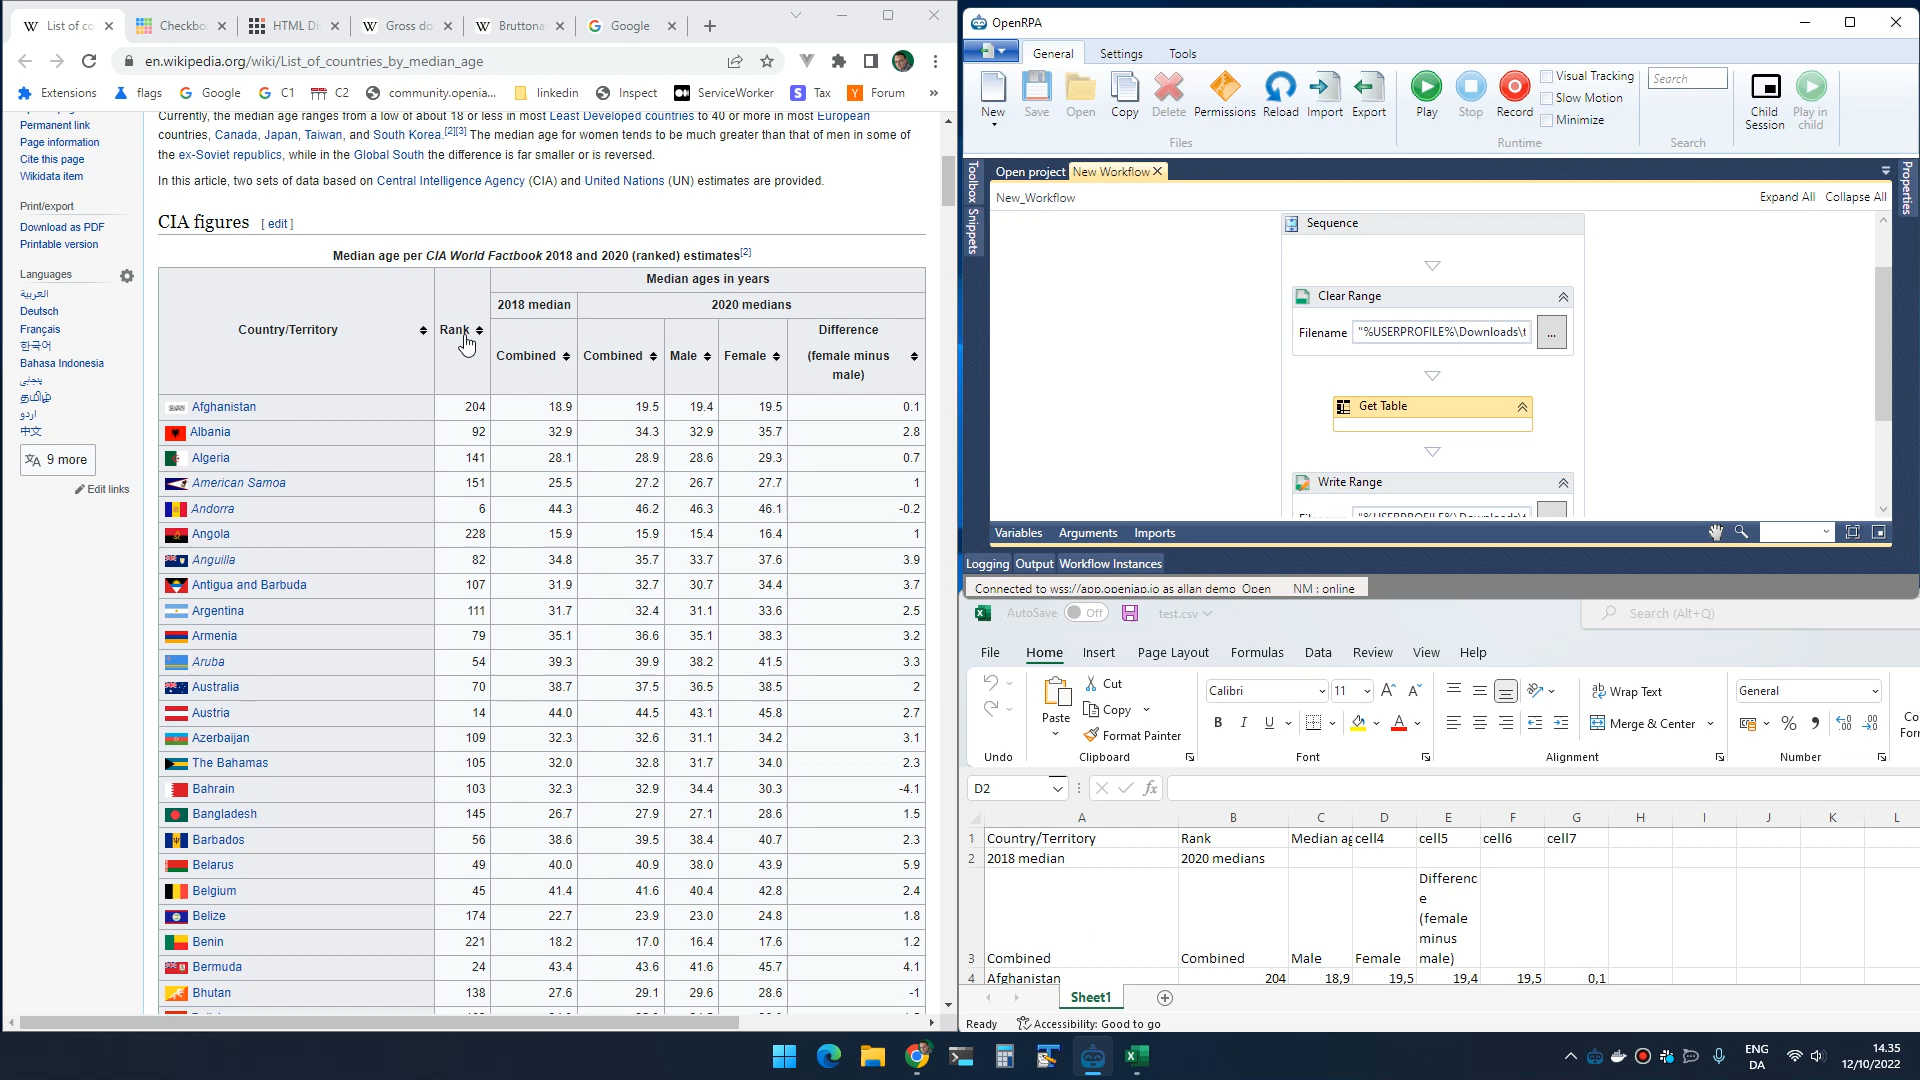 List of co
Checkbo
HTML Di
Gross do
Bruttona
Google
en.wikipedia.org/wiki/List_of_countries_by_median_age
Extensions
flags
Google
C1
C2
community.openia...
linkedin
Inspect
ServiceWorker
Tax
Forum
»
Permanent link
Page information
Cite this page
Wikidata item
Print/export
Download as PDF
Printable version
Languages
العربية
Deutsch
Français
한국어
Bahasa Indonesia
தமிழ்
اردو
中文
9 more
Edit links
Currently, the median age ranges from a low of about 18 or less in most Least Developed countries to 40 or more in most European
countries, Canada, Japan, Taiwan, and South Korea.[2][3] The median age for women tends to be much greater than that of men in some of
the ex-Soviet republics, while in the Global South the difference is far smaller or is reversed.
In this article, two sets of data based on Central Intelligence Agency (CIA) and United Nations (UN) estimates are provided.
CIA figures [ edit ]
Median age per CIA World Factbook 2018 and 2020 (ranked) estimates[2]
Median ages in years
2018 median 2020 medians
Country/Territory Rank Combined Combined Male Female Difference (female minus male)
Afghanistan 204 18.9 19.5 19.4 19.5 0.1
Albania 92 32.9 34.3 32.9 35.7 2.8
Algeria 141 28.1 28.9 28.6 29.3 0.7
American Samoa 151 25.5 27.2 26.7 27.7 1
Andorra 6 44.3 46.2 46.3 46.1 -0.2
Angola 228 15.9 15.9 15.4 16.4 1
Anguilla 82 34.8 35.7 33.7 37.6 3.9
Antigua and Barbuda 107 31.9 32.7 30.7 34.4 3.7
Argentina 111 31.7 32.4 31.1 33.6 2.5
Armenia 79 35.1 36.6 35.1 38.3 3.2
Aruba 54 39.3 39.9 38.2 41.5 3.3
Australia 70 38.7 37.5 36.5 38.5 2
Austria 14 44.0 44.5 43.1 45.8 2.7
Azerbaijan 109 32.3 32.6 31.1 34.2 3.1
The Bahamas 105 32.0 32.8 31.7 34.0 2.3
Bahrain 103 32.3 32.9 34.4 30.3 -4.1
Bangladesh 145 26.7 27.9 27.1 28.6 1.5
Barbados 56 38.6 39.5 38.4 40.7 2.3
Belarus 49 40.0 40.9 38.0 43.9 5.9
Belgium 45 41.4 41.6 40.4 42.8 2.4
Belize 174 22.7 23.9 23.0 24.8 1.8
Benin 221 18.2 17.0 16.4 17.6 1.2
Bermuda 24 43.4 43.6 41.6 45.7 4.1
Bhutan 138 27.6 29.1 29.6 28.6 -1
OpenRPA
General Settings Tools
New Save Open Copy Delete Permissions Reload Import Export
Files
Play Stop Record
Visual Tracking
Slow Motion
Minimize
Runtime
Search
Search
Child Session
Play in child
Toolbox
Snippets
Properties
Open project New Workflow
New_Workflow Expand All Collapse All
Sequence
Clear Range
Filename "%USERPROFILE%\Downloads\t ...
Get Table
Write Range
"%USERPROFILE%\Downloads\t
Variables Arguments Imports
Logging Output Workflow Instances
Connected to wss://app.openiap.io as allan demo Open NM : online
AutoSave Off test.csv Search (Alt+Q)
File Home Insert Page Layout Formulas Data Review View Help
Paste
Cut
Copy
Format Painter
Calibri 11
B I U
Wrap Text
Merge & Center
General
Undo Clipboard Font Alignment Number
D2 fx
A B C D E F G H I J K L
1 Country/Territory Rank Median ag cell4 cell5 cell6 cell7
2 2018 median 2020 medians
3 Combined Combined Male Female Differenc e (female minus male)
4 Afghanistan 204 18,9 19,5 19,4 19,5 0,1
Sheet1
Ready Accessibility: Good to go
ENG
DA
14.35
12/10/2022